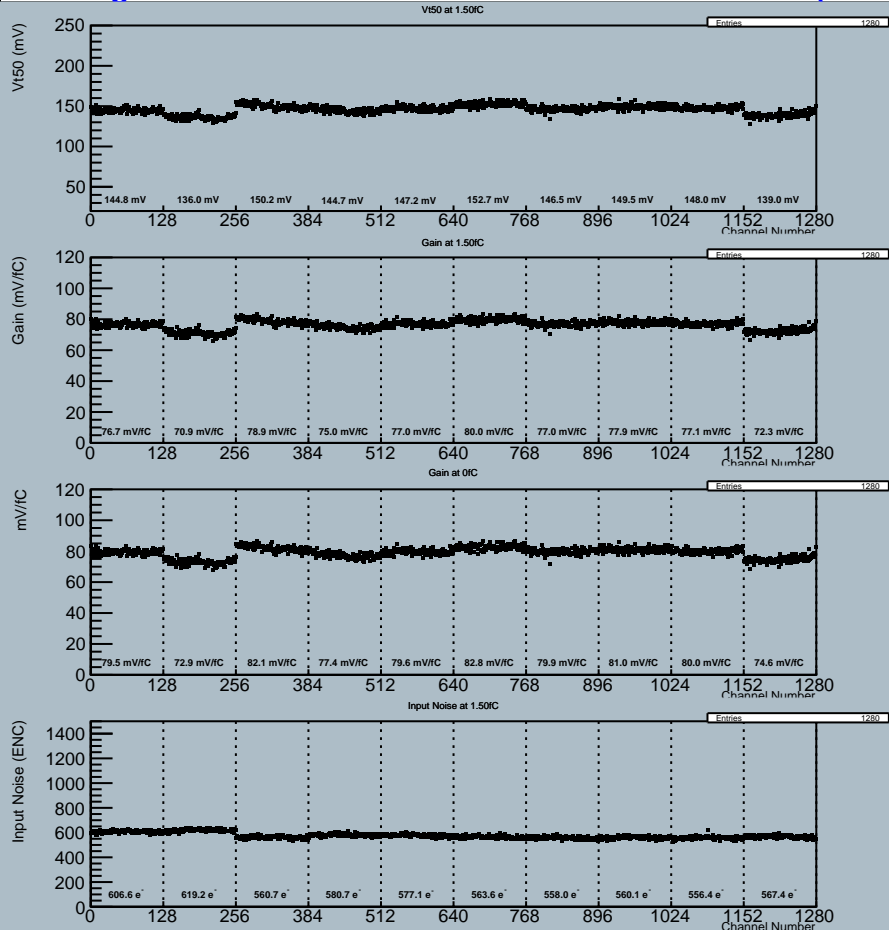 Vt50 at 1.50fC
Entries 1280
Vt50 (mV)
250
200
150
100
50
144.8 mV 136.0 mV 150.2 mV 144.7 mV 147.2 mV 152.7 mV 146.5 mV 149.5 mV 148.0 mV 139.0 mV
0 128 256 384 512 640 768 896 1024 1152 1280
Channel Number
Gain at 1.50fC
Entries 1280
Gain (mV/fC)
120
100
80
60
40
20
0
76.7 mV/fC 70.9 mV/fC 78.9 mV/fC 75.0 mV/fC 77.0 mV/fC 80.0 mV/fC 77.0 mV/fC 77.9 mV/fC 77.1 mV/fC 72.3 mV/fC
0 128 256 384 512 640 768 896 1024 1152 1280
Channel Number
Gain at 0fC
Entries 1280
mV/fC
120
100
80
60
40
20
0
79.5 mV/fC 72.9 mV/fC 82.1 mV/fC 77.4 mV/fC 79.6 mV/fC 82.8 mV/fC 79.9 mV/fC 81.0 mV/fC 80.0 mV/fC 74.6 mV/fC
0 128 256 384 512 640 768 896 1024 1152 1280
Channel Number
Input Noise at 1.50fC
Entries 1280
Input Noise (ENC)
1400
1200
1000
800
600
400
200
0
606.6 e⁻ 619.2 e⁻ 560.7 e⁻ 580.7 e⁻ 577.1 e⁻ 563.6 e⁻ 558.0 e⁻ 560.1 e⁻ 556.4 e⁻ 567.4 e⁻
0 128 256 384 512 640 768 896 1024 1152 1280
Channel Number